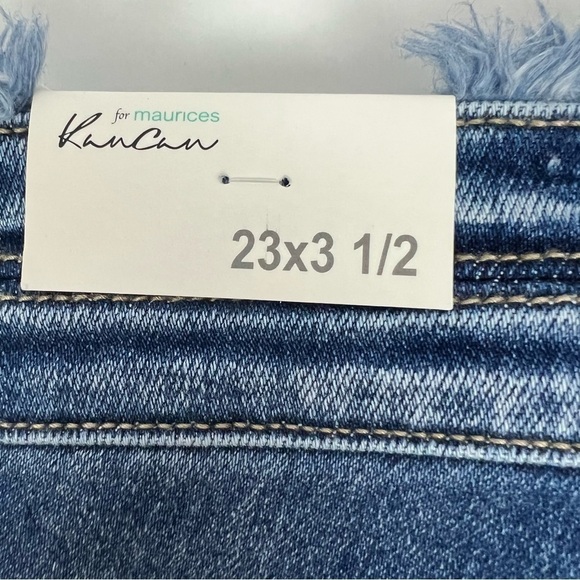 for maurices
KanCan
23x3 1/2